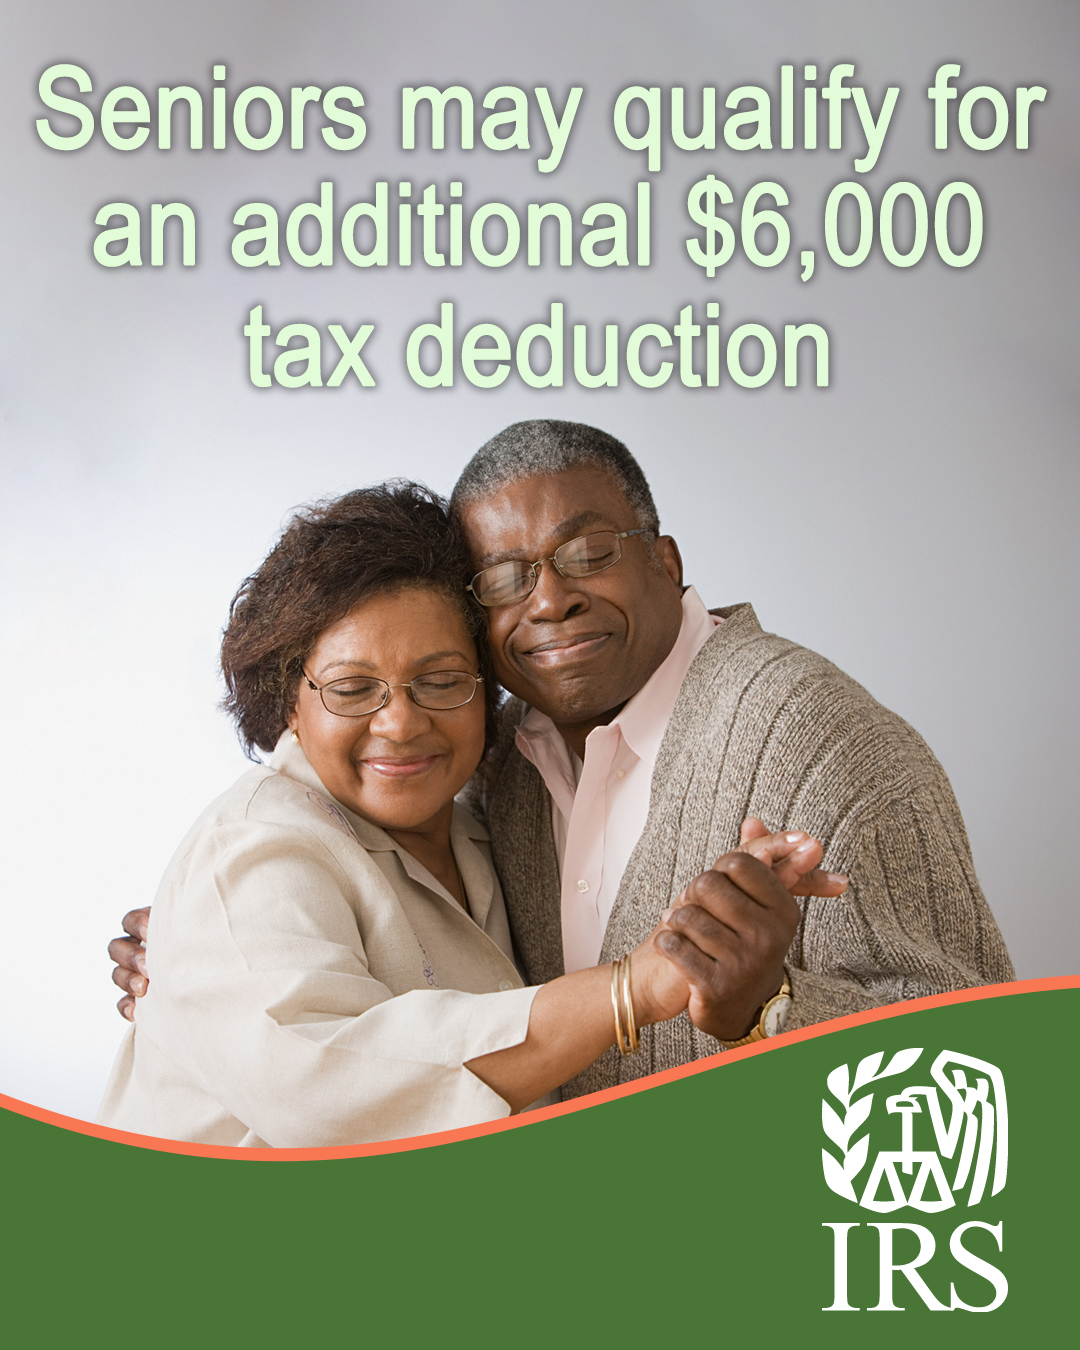 Seniors may qualify for
an additional $6,000
tax deduction
IRS